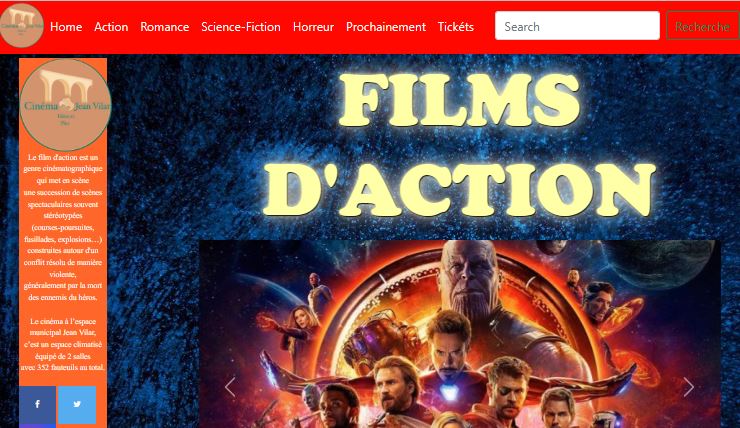 Home Action Romance Science-Fiction Horreur Prochainement Tickéts Search Recherche
Cinéma Jean Vilar
FILMS
D'ACTION
Le film d'action est un
genre cinématographique
qui met en scène
une succession de scènes
spectaculaires souvent
stéréotypées
(courses-poursuites,
fusillades, explosions…)
construites autour d'un
conflit résolu de manière
violente,
généralement par la mort
des ennemis du héros.
Le cinéma à l’espace
municipal Jean Vilar,
c’est un espace climatisé
équipé de 2 salles
avec 352 fauteuils au total.